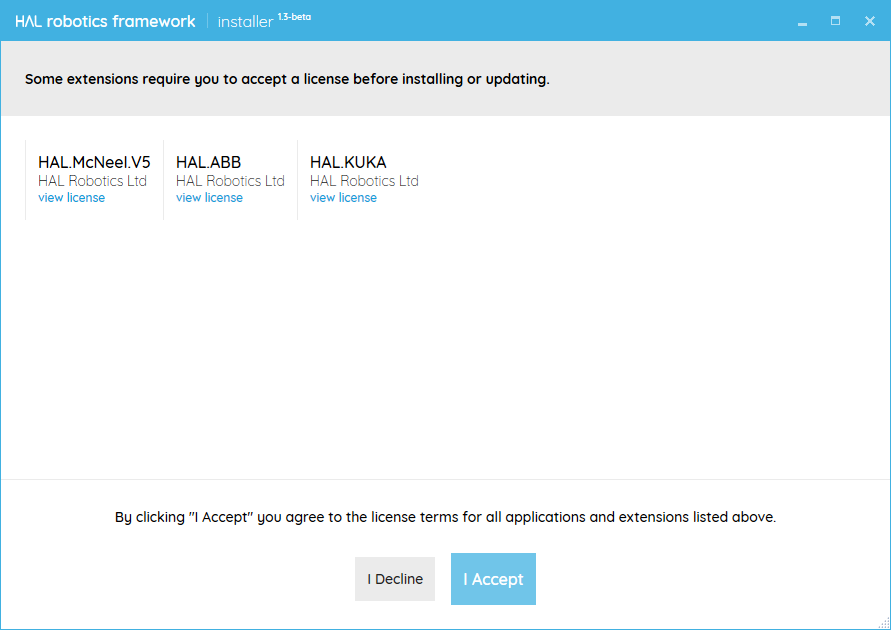 HΛL robotics framework installer 1.3-beta
Some extensions require you to accept a license before installing or updating.
HAL.McNeel.V5 HAL.ABB HAL.KUKA
HAL Robotics Ltd HAL Robotics Ltd HAL Robotics Ltd
view license view license view license
By clicking "I Accept" you agree to the license terms for all applications and extensions listed above.
I Decline I Accept